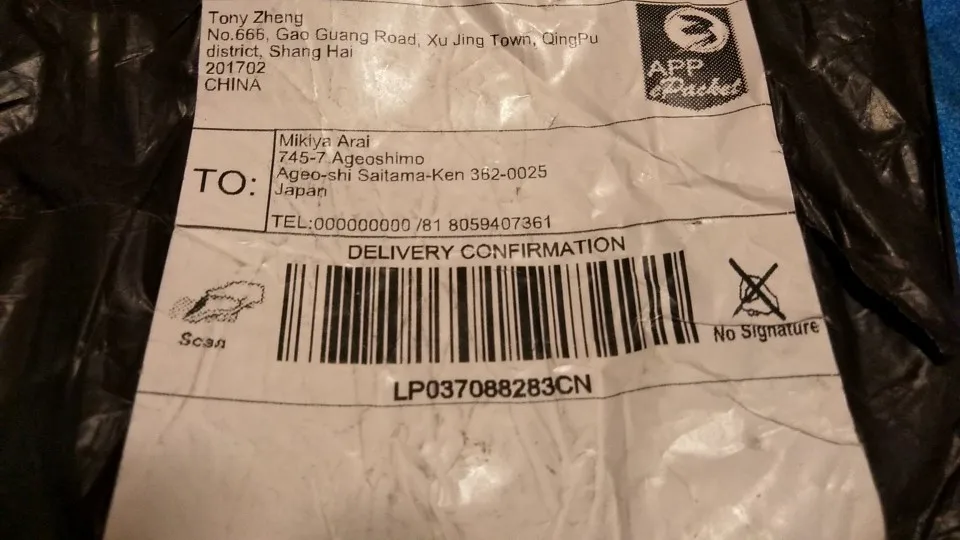 Tony Zheng
No.666, Gao Guang Road, Xu Jing Town, QingPu
district, Shang Hai
201702
CHINA
APP
ePacket
TO:
Mikiya Arai
745-7 Ageoshimo
Ageo-shi Saitama-Ken 362-0025
Japan
TEL:000000000 /81 8059407361
DELIVERY CONFIRMATION
Scan
No Signature
LP037088283CN